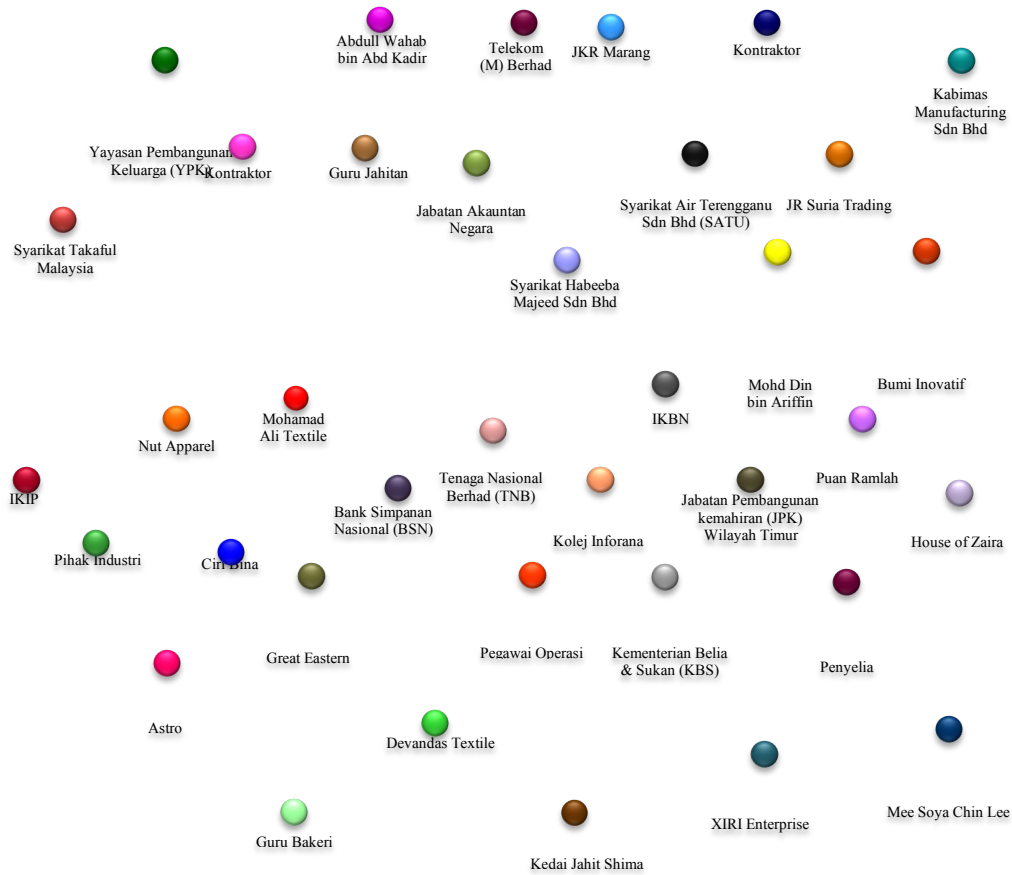 Abdull Wahab
bin Abd Kadir
Telekom
(M) Berhad
JKR Marang
Kontraktor
Kabimas
Manufacturing
Sdn Bhd
Yayasan Pembangunan
Keluarga (YPK)
Kontraktor
Guru Jahitan
Jabatan Akauntan
Negara
Syarikat Air Terengganu
Sdn Bhd (SATU)
JR Suria Trading
Syarikat Takaful
Malaysia
Syarikat Habeeba
Majeed Sdn Bhd
Mohd Din
bin Ariffin
Bumi Inovatif
Nut Apparel
Mohamad
Ali Textile
IKBN
Tenaga Nasional
Berhad (TNB)
Puan Ramlah
IKIP
Bank Simpanan
Nasional (BSN)
Jabatan Pembangunan
kemahiran (JPK)
Wilayah Timur
Kolej Inforana
House of Zaira
Pihak Industri
Ciri Bina
Great Eastern
Pegawai Operasi
Kementerian Belia
& Sukan (KBS)
Penyelia
Astro
Devandas Textile
XIRI Enterprise
Mee Soya Chin Lee
Guru Bakeri
Kedai Jahit Shima